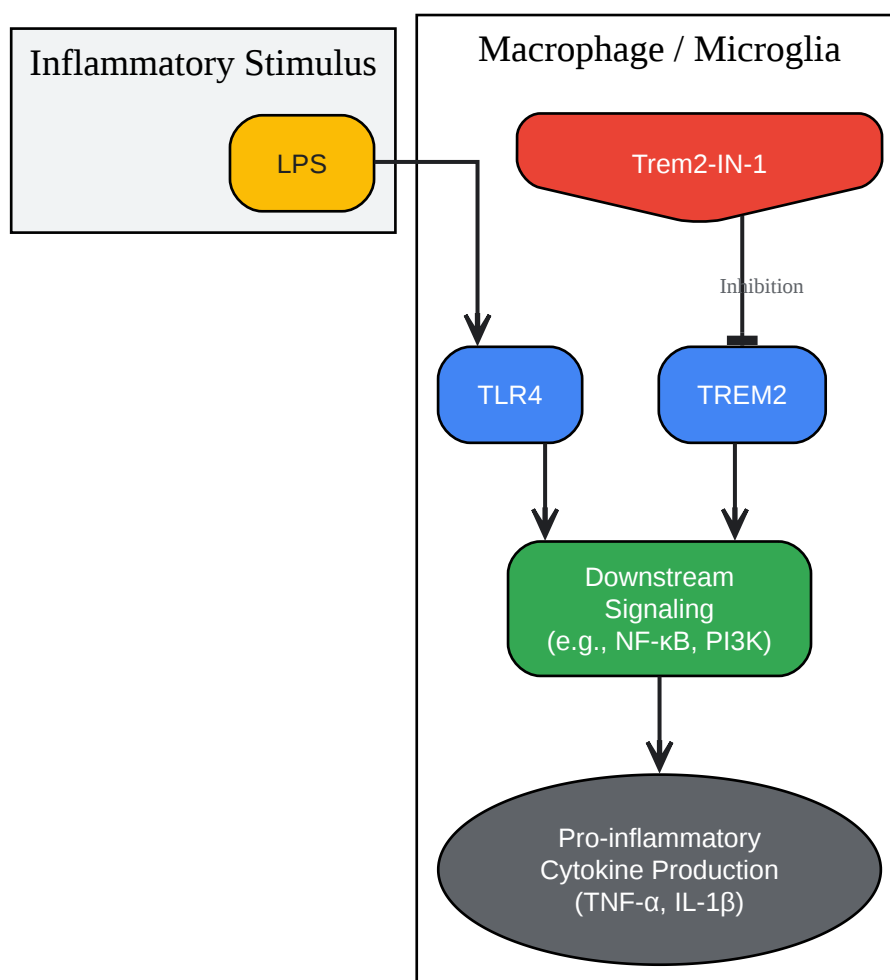 Inflammatory Stimulus
Macrophage / Microglia
LPS
Trem2-IN-1
Inhibition
TLR4
TREM2
Downstream
Signaling
(e.g., NF-κB, PI3K)
Pro-inflammatory
Cytokine Production
(TNF-α, IL-1β)